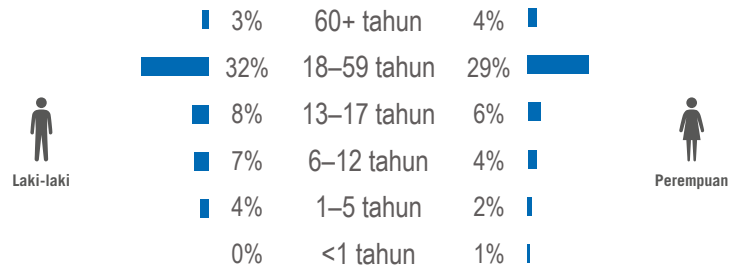 3% 60+ tahun 4%
32% 18–59 tahun 29%
8% 13–17 tahun 6%
7% 6–12 tahun 4%
Laki-laki Perempuan
4% 1–5 tahun 2%
0% <1 tahun 1%